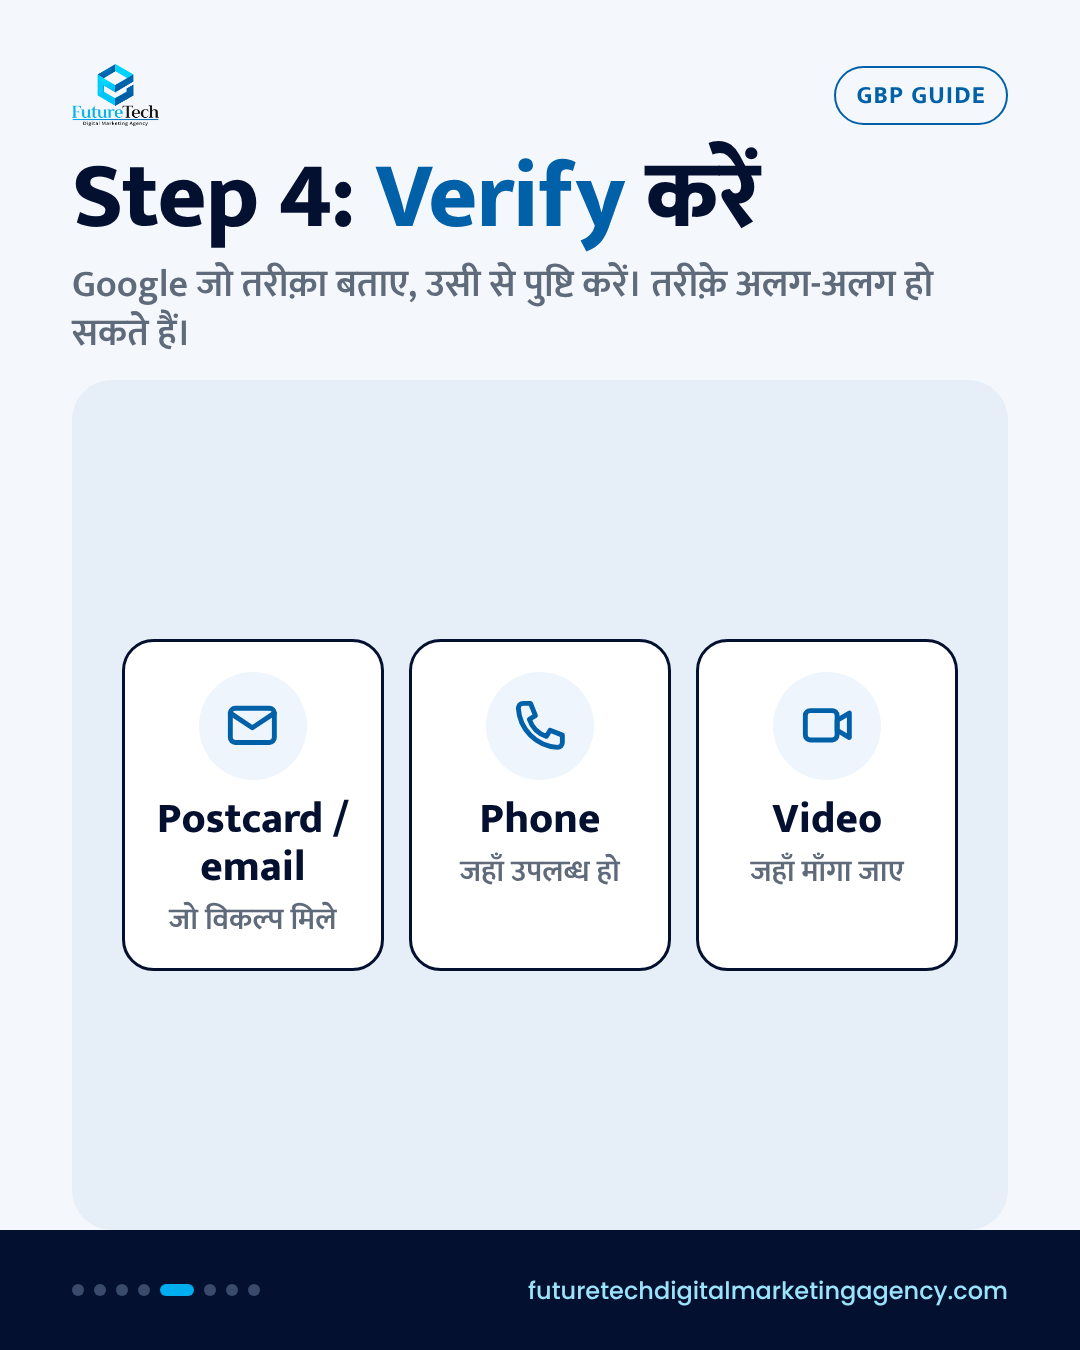 FutureTech
Digital Marketing Agency
GBP GUIDE
Step 4: Verify करें
Google जो तरीक़ा बताए, उसी से पुष्टि करें। तरीक़े अलग-अलग हो
सकते हैं।
Postcard /
email
जो विकल्प मिले
Phone
जहाँ उपलब्ध हो
Video
जहाँ माँगा जाए
futuretechdigitalmarketingagency.com